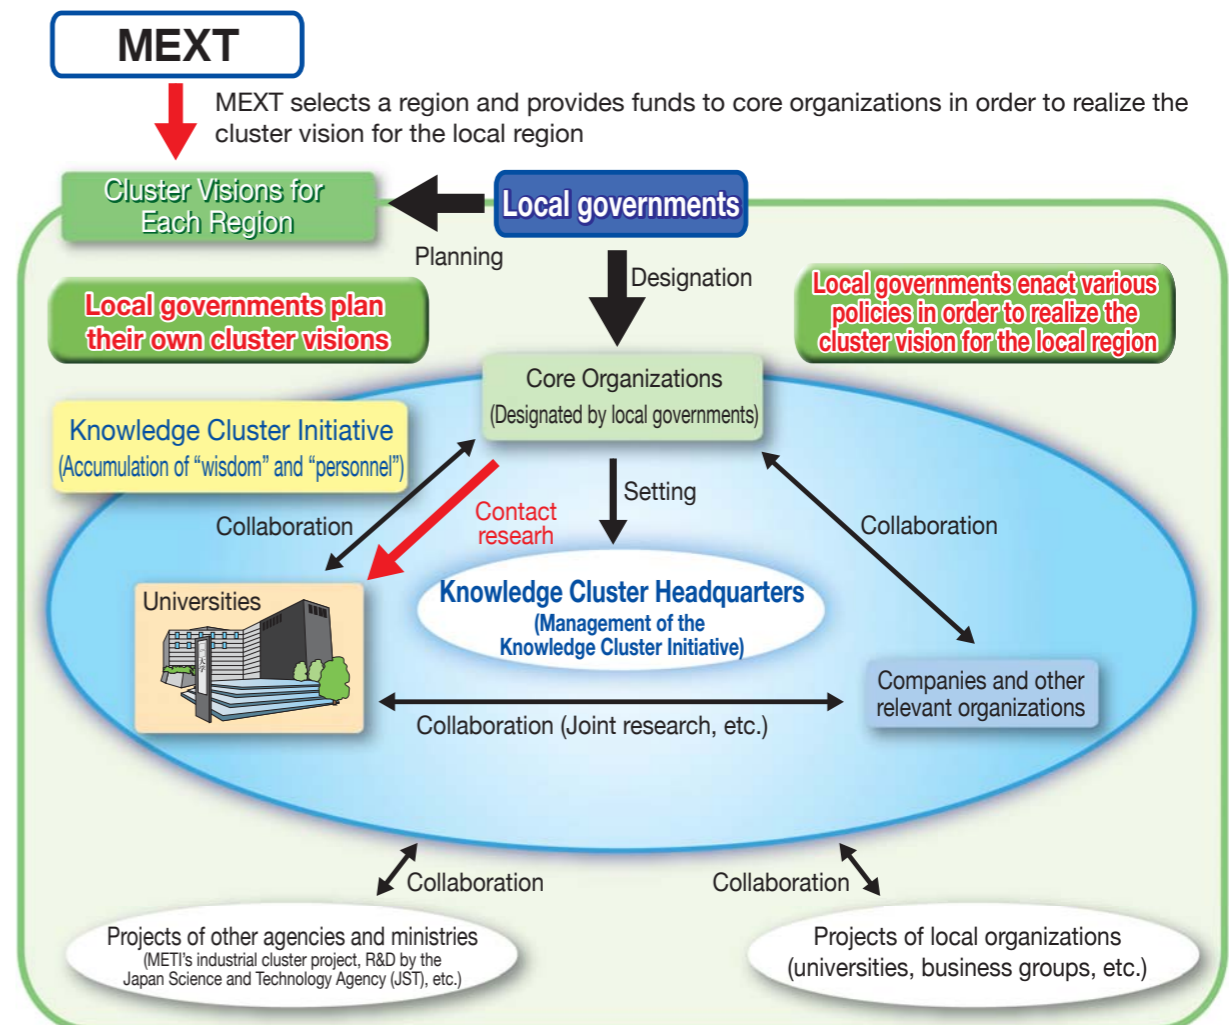 MEXT
MEXT selects a region and provides funds to core organizations in order to realize the
cluster vision for the local region
Cluster Visions for
Each Region
Local governments
Planning
Designation
Local governments plan
their own cluster visions
Local governments enact various
policies in order to realize the
cluster vision for the local region
Core Organizations
(Designated by local governments)
Knowledge Cluster Initiative
(Accumulation of “wisdom” and “personnel”)
Collaboration
Contact
researh
Setting
Collaboration
Universities
大学
Knowledge Cluster Headquarters
(Management of the
Knowledge Cluster Initiative)
Companies and other
relevant organizations
Collaboration (Joint research, etc.)
Collaboration
Collaboration
Projects of other agencies and ministries
(METI’s industrial cluster project, R&D by the
Japan Science and Technology Agency (JST), etc.)
Projects of local organizations
(universities, business groups, etc.)